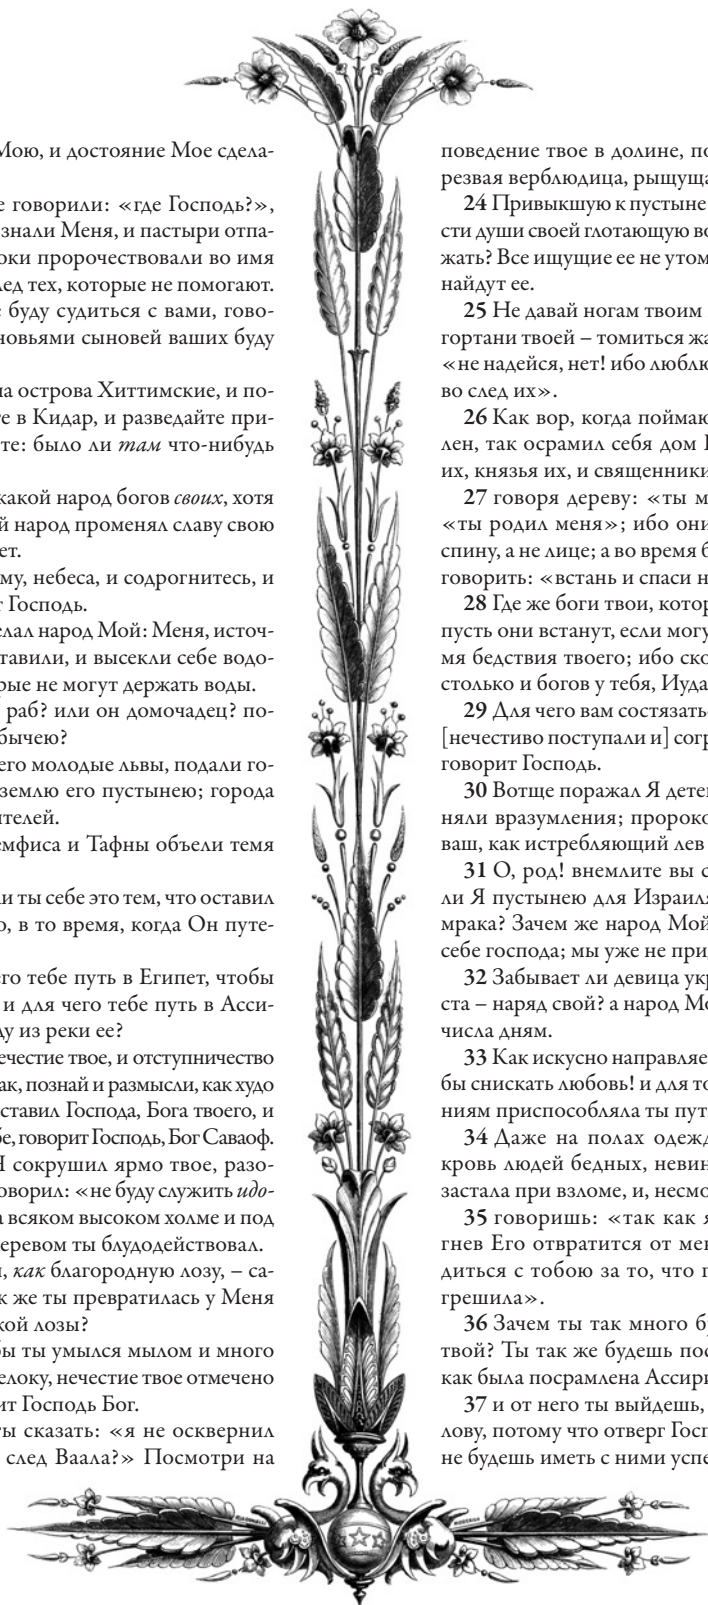 Мою, и достояние Мое сдела-
е говорили: «где Господь?»,
знали Меня, и пастыри отпа-
оки пророчествовали во имя
лед тех, которые не помогают.
е буду судиться с вами, гово-
новьями сыновей ваших буду
на острова Хиттимские, и по-
те в Кидар, и разведайте при-
те: было ли там что-нибудь
какой народ богов своих, хотя
й народ променял славу свою
ет.
му, небеса, и содрогнитесь, и
т Господь.
елал народ Мой: Меня, источ-
тавили, и высекли себе водо-
рые не могут держать воды.
раб? или он домочадец? по-
бычею?
него молодые львы, подали го-
землю его пустынею; города
ителей.
емфиса и Тафны объели темя
и ты себе это тем, что оставил
о, в то время, когда Он путе-
его тебе путь в Египет, чтобы
и для чего тебе путь в Асси-
ду из реки ее?
ечестие твое, и отступничество
ак, познай и размысли, как худо
ставил Господа, Бога твоего, и
бе, говорит Господь, Бог Саваоф.
Я сокрушил ярмо твое, разо-
оворил: «не буду служить идо-
а всяком высоком холме и под
деревом ты блудодействовал.
и, как благородную лозу, – са-
к же ты превратилась у Меня
кой лозы?
бы ты умылся мылом и много
елоку, нечестие твое отмечено
ит Господь Бог.
ты сказать: «я не осквернил
след Ваала?» Посмотри на
поведение твое в долине, по
резвая верблюдица, рыщуща
24 Привыкшую к пустыне
сти души своей глотающую во
жать? Все ищущие ее не утом
найдут ее.
25 Не давай ногам твоим
гортани твоей – томиться жа
«не надейся, нет! ибо люблю
во след их».
26 Как вор, когда поймаю
лен, так осрамил себя дом И
их, князья их, и священники
27 говоря дереву: «ты м
«ты родил меня»; ибо они
спину, а не лице; а во время б
говорить: «встань и спаси н
28 Где же боги твои, котор
пусть они встанут, если могу
мя бедствия твоего; ибо ско
столько и богов у тебя, Иуда
29 Для чего вам состязать
[нечестиво поступали и] согр
говорит Господь.
30 Вотще поражал Я дете
няли вразумления; пророко
ваш, как истребляющий лев
31 О, род! внемлите вы с
ли Я пустынею для Израиля
мрака? Зачем же народ Мой
себе господа; мы уже не при
32 Забывает ли девица укр
ста – наряд свой? а народ Мо
числа дням.
33 Как искусно направляе
бы снискать любовь! и для то
ниям приспособляла ты пут
34 Даже на полах одежд
кровь людей бедных, невин
застала при взломе, и, несмо
35 говоришь: «так как я
гнев Его отвратится от мен
диться с тобою за то, что г
грешила».
36 Зачем ты так много б
твой? Ты так же будешь пос
как была посрамлена Ассири
37 и от него ты выйдешь,
лову, потому что отверг Госп
не будешь иметь с ними успе